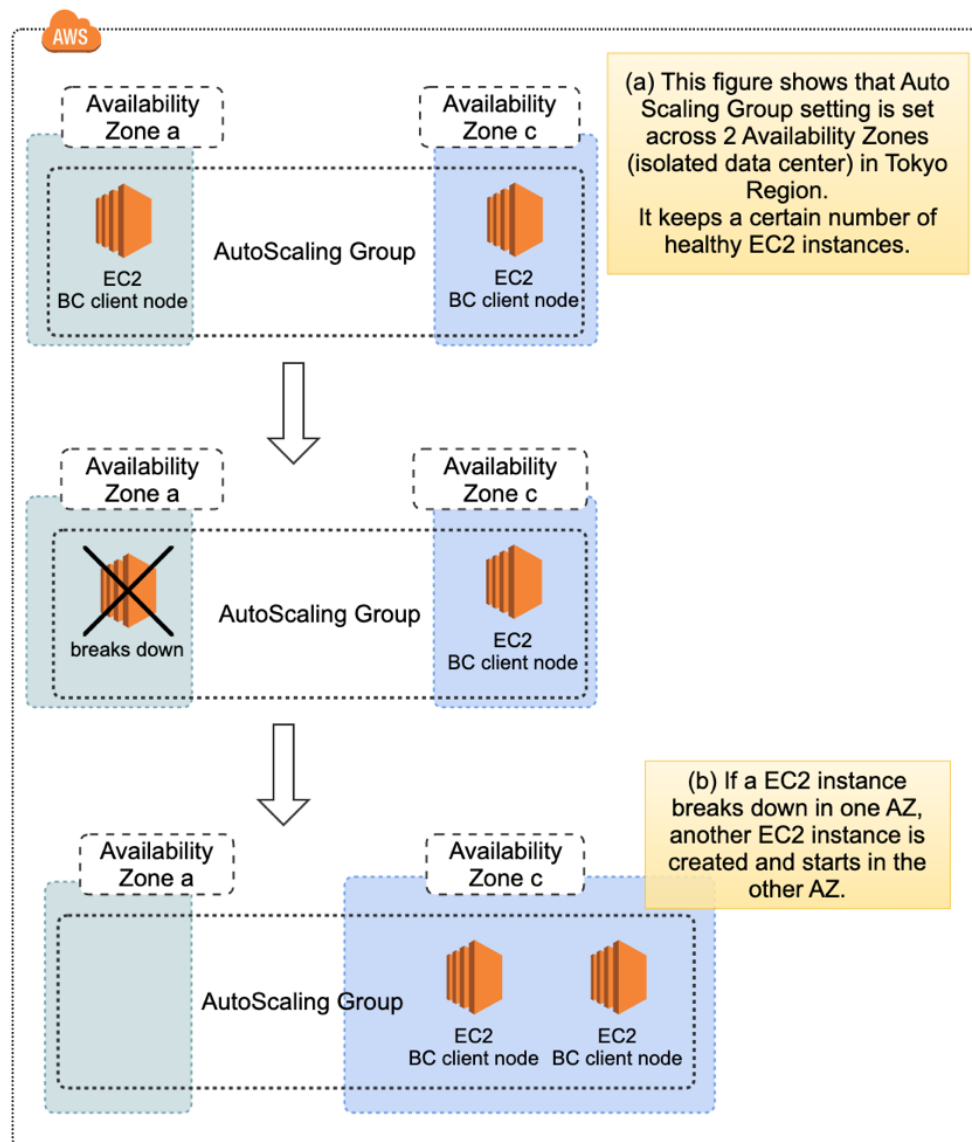 AWS
Availability
Zone a
Availability
Zone c
(a) This figure shows that Auto
Scaling Group setting is set
across 2 Availability Zones
(isolated data center) in Tokyo
Region.
It keeps a certain number of
healthy EC2 instances.
EC2
BC client node
AutoScaling Group
EC2
BC client node
Availability
Zone a
Availability
Zone c
breaks down
AutoScaling Group
EC2
BC client node
(b) If a EC2 instance
breaks down in one AZ,
another EC2 instance is
created and starts in the
other AZ.
Availability
Zone a
Availability
Zone c
AutoScaling Group
EC2
BC client node
EC2
BC client node